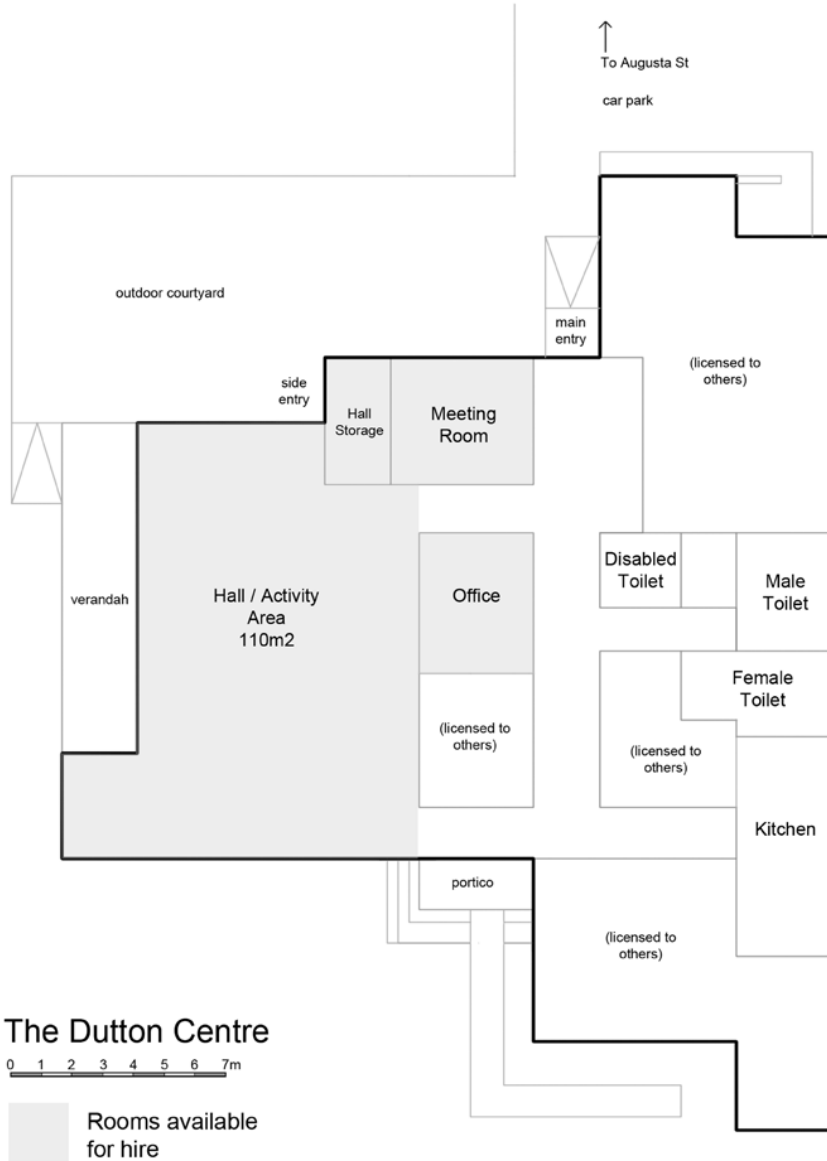 To Augusta St
car park
outdoor courtyard
main
entry
(licensed to
others)
side
entry
Hall
Storage
Meeting
Room
verandah
Hall / Activity
Area
110m2
Office
Disabled
Toilet
Male
Toilet
Female
Toilet
(licensed to
others)
(licensed to
others)
Kitchen
portico
(licensed to
others)
The Dutton Centre
0 1 2 3 4 5 6 7m
Rooms available
for hire